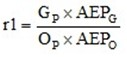 r1 = G_P × AEP_G / O_P × AEP_O